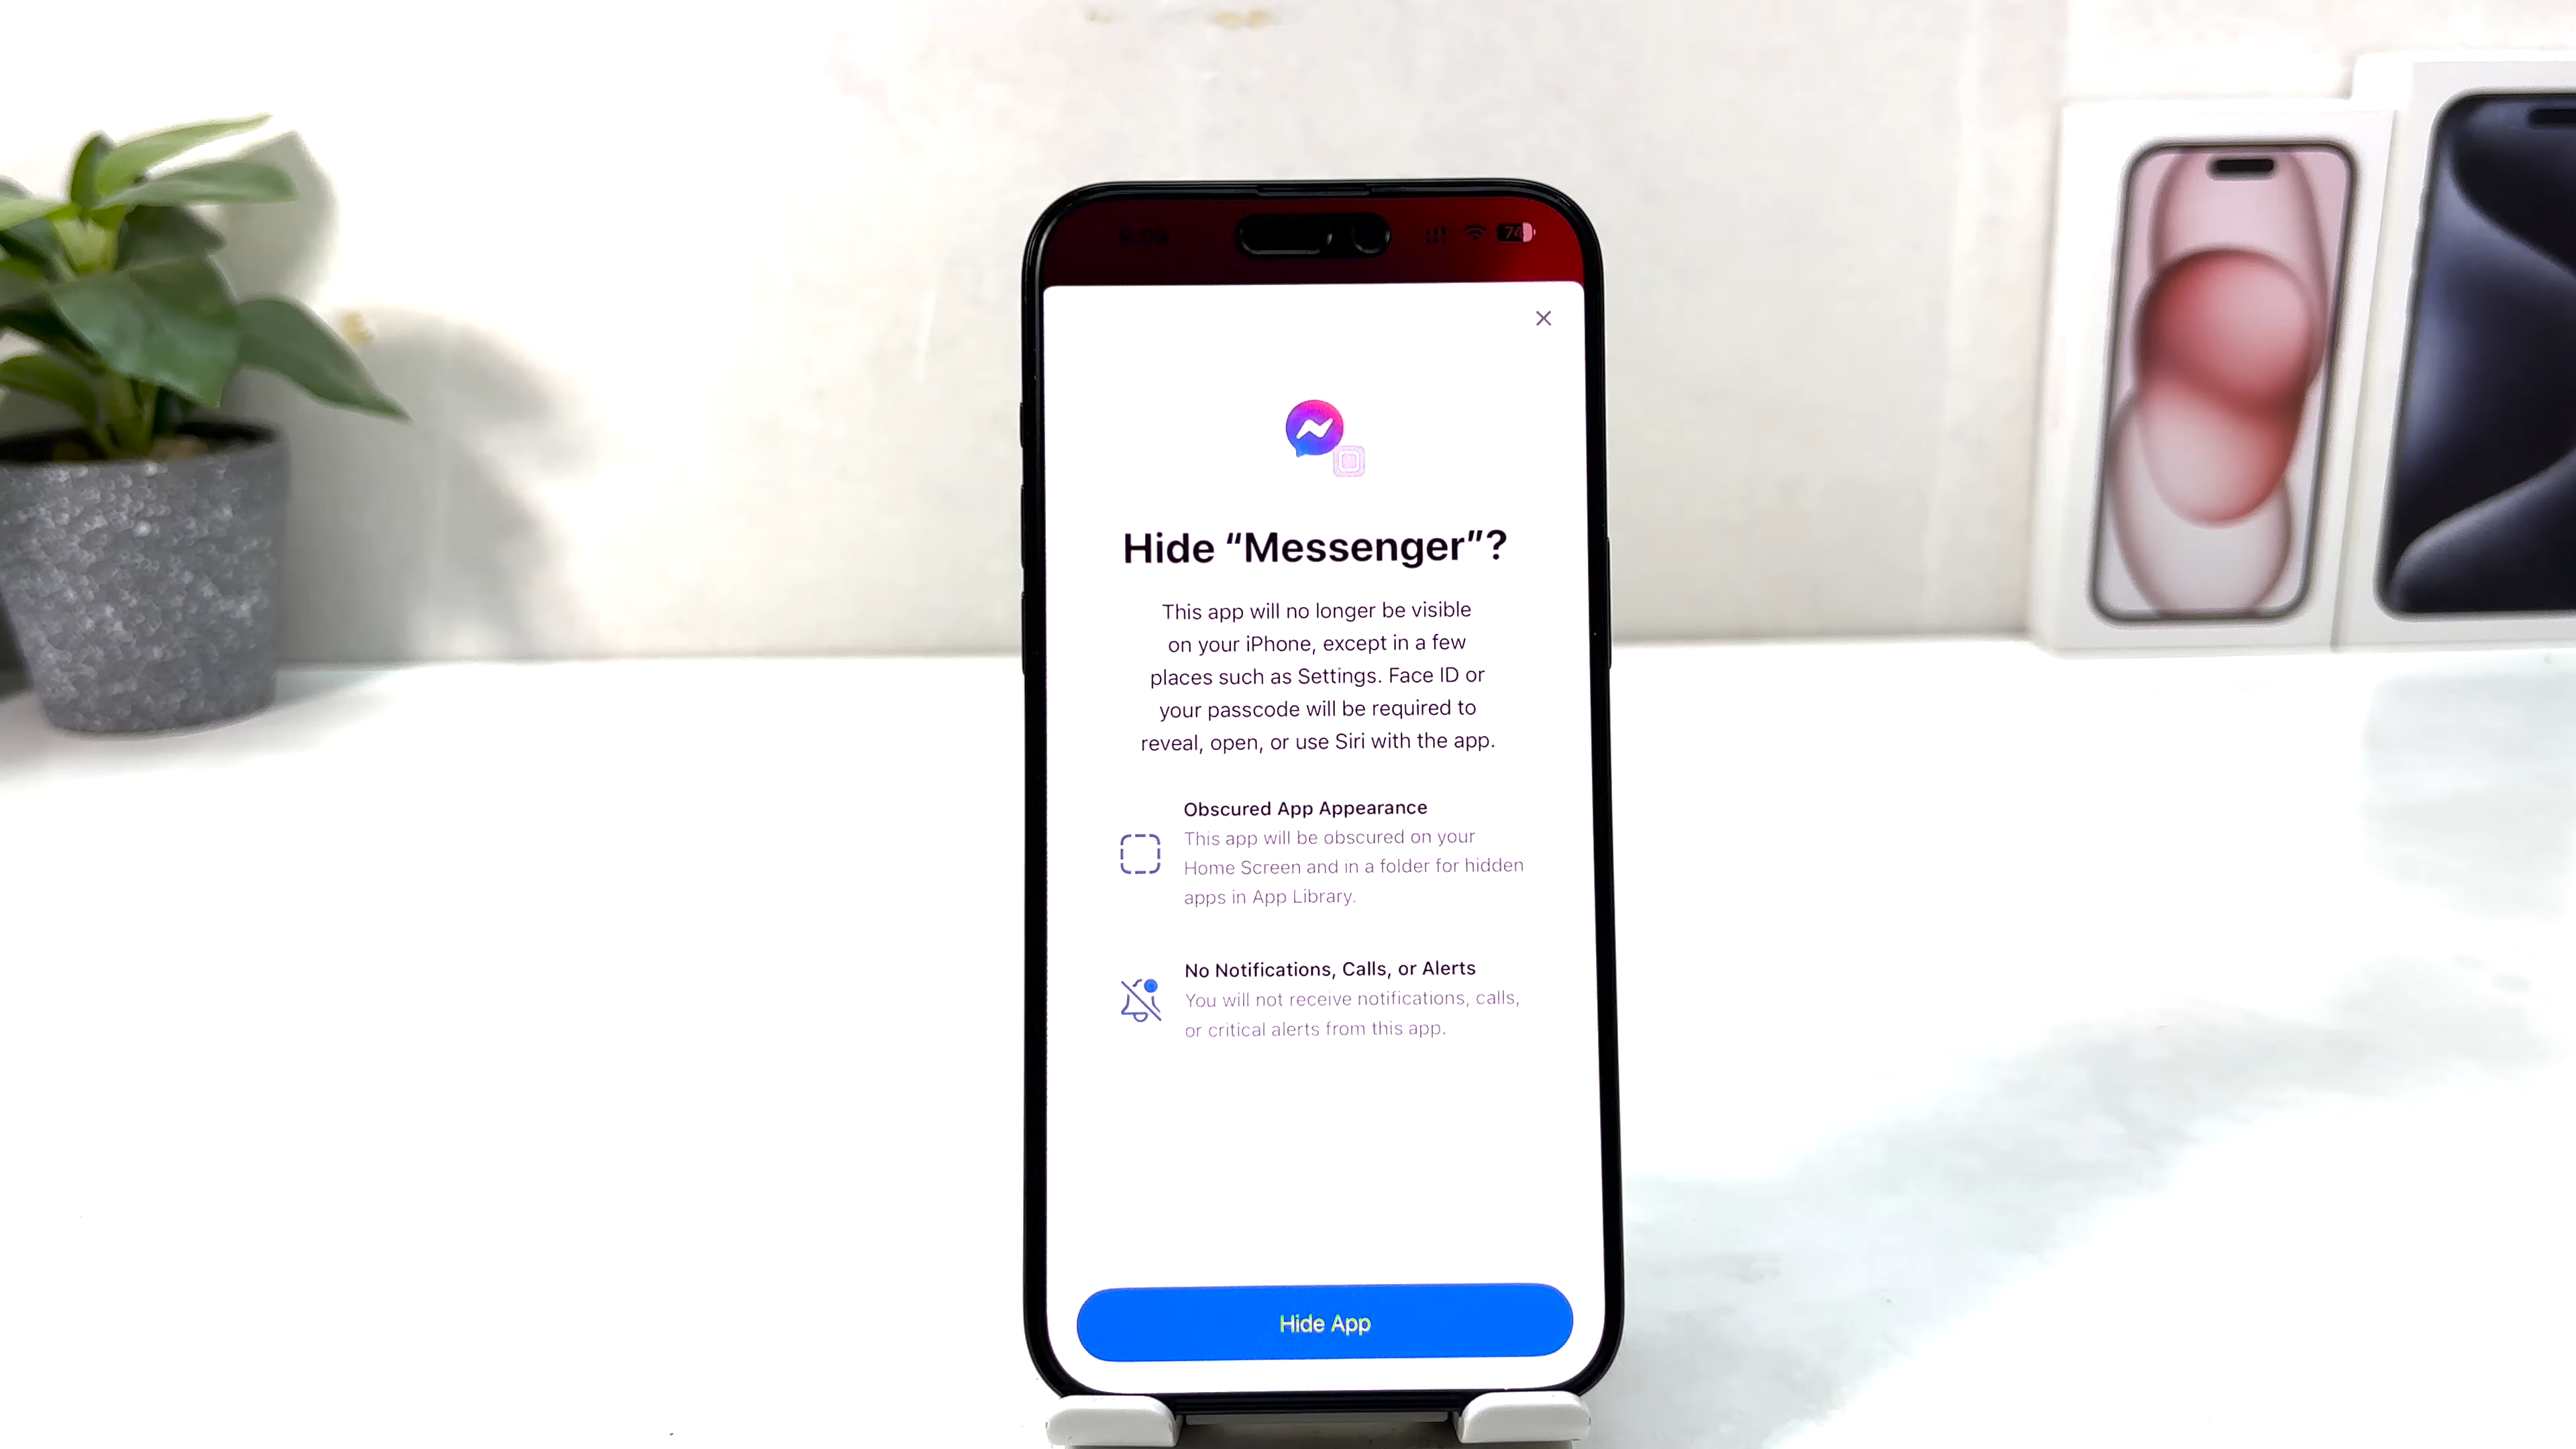 74
Hide “Messenger”?
This app will no longer be visible
on your iPhone, except in a few
places such as Settings. Face ID or
your passcode will be required to
reveal, open, or use Siri with the app.
Obscured App Appearance
This app will be obscured on your
Home Screen and in a folder for hidden
apps in App Library.
No Notifications, Calls, or Alerts
You will not receive notifications, calls,
or critical alerts from this app.
Hide App